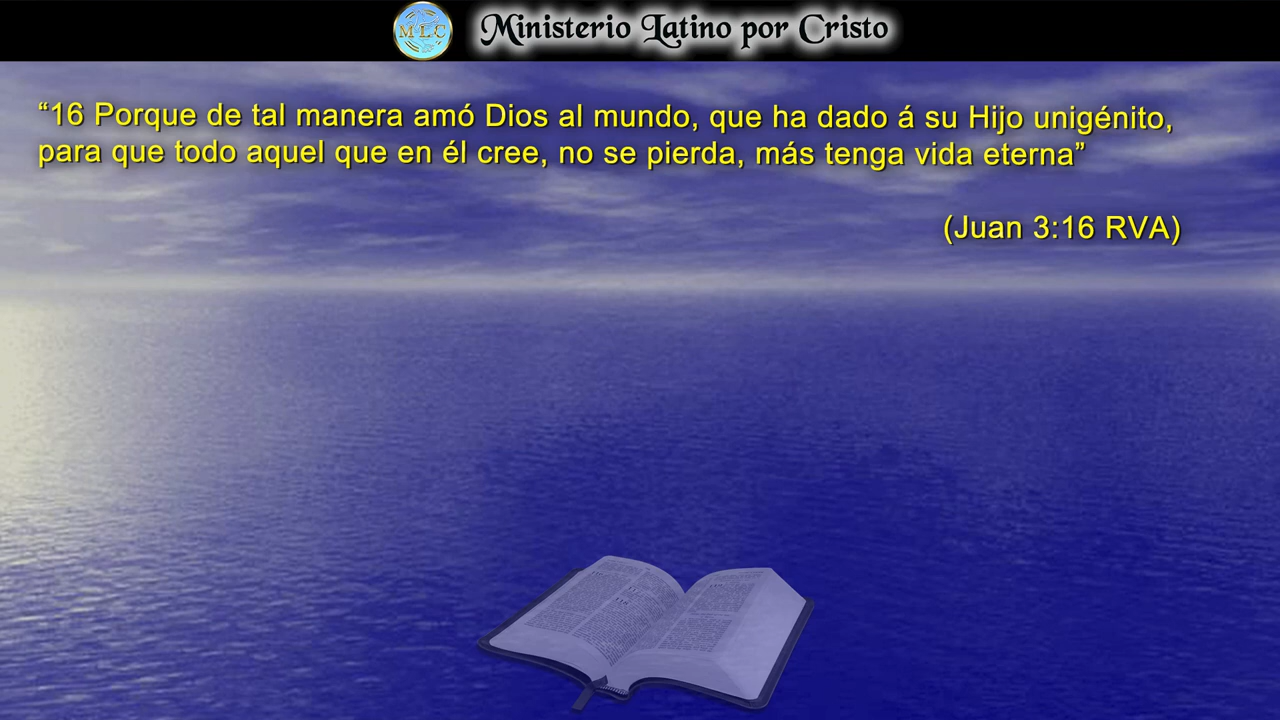 MLC
Ministerio Latino por Cristo
“16 Porque de tal manera amó Dios al mundo, que ha dado á su Hijo unigénito,
para que todo aquel que en él cree, no se pierda, más tenga vida eterna”
(Juan 3:16 RVA)